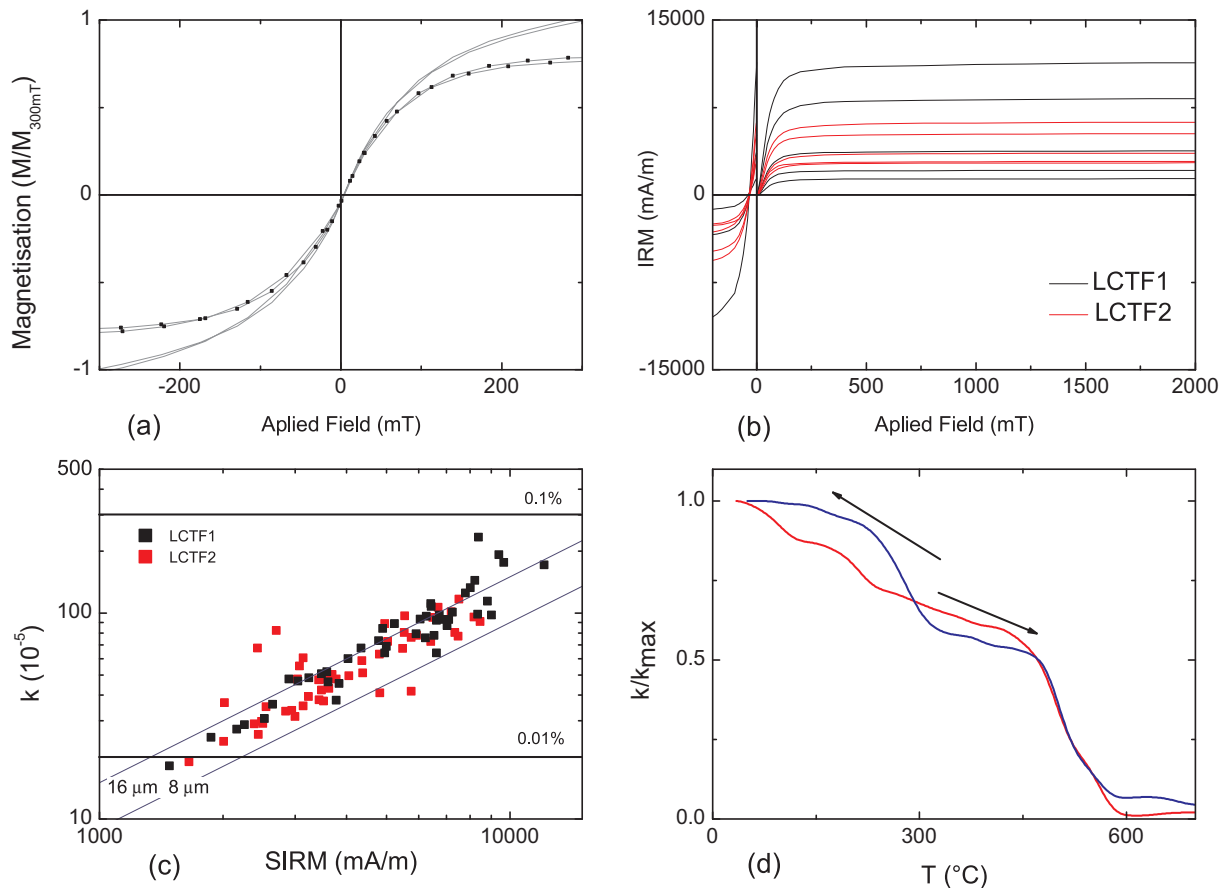 1
0
-1
Magnetisation (M/M300mT)
-200
0
200
(a)
Aplied Field (mT)
15000
7500
0
-15000
IRM (mA/m)
LCTF1
LCTF2
0
500
1000
1500
2000
(b)
Aplied Field (mT)
500
100
10
k (10-5)
0.1%
LCTF1
LCTF2
0.01%
16 μm
8 μm
1000
10000
(c)
SIRM (mA/m)
1.0
0.5
0.0
k/kmax
0
300
600
(d)
T (°C)